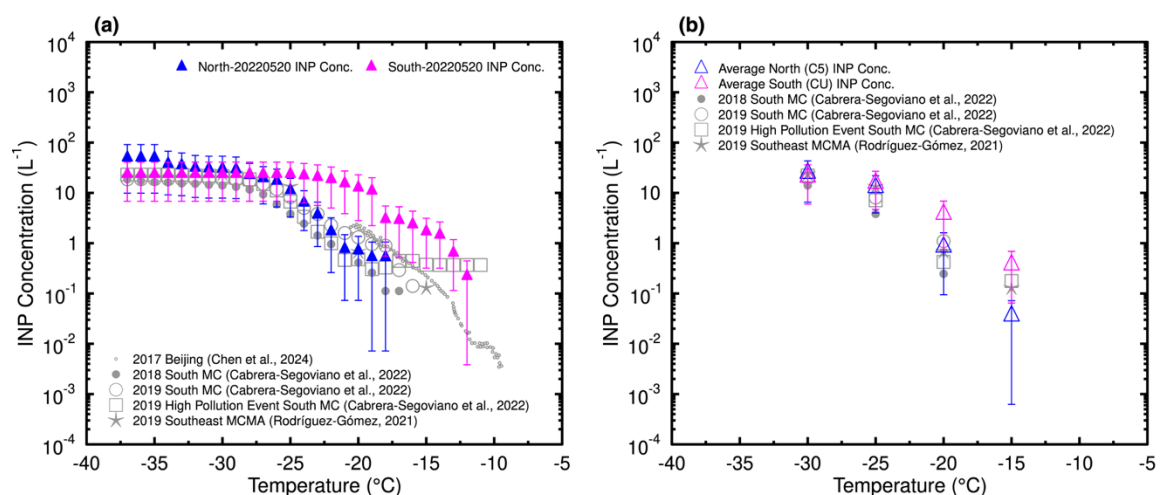 (a)
(b)
10^4
North-20220520 INP Conc. South-20220520 INP Conc.
10^3
10^2
10
1
10^-1
10^-2
10^-3
10^-4
INP Concentration (L^-1)
2017 Beijing (Chen et al., 2024)
2018 South MC (Cabrera-Segoviano et al., 2022)
2019 South MC (Cabrera-Segoviano et al., 2022)
2019 High Pollution Event South MC (Cabrera-Segoviano et al., 2022)
2019 Southeast MCMA (Rodríguez-Gómez, 2021)
-40 -35 -30 -25 -20 -15 -10 -5
Temperature (°C)
10^4
10^3
10^2
10
1
10^-1
10^-2
10^-3
10^-4
INP Concentration (L^-1)
Average North (C5) INP Conc.
Average South (CU) INP Conc.
2018 South MC (Cabrera-Segoviano et al., 2022)
2019 South MC (Cabrera-Segoviano et al., 2022)
2019 High Pollution Event South MC (Cabrera-Segoviano et al., 2022)
2019 Southeast MCMA (Rodríguez-Gómez, 2021)
-40 -35 -30 -25 -20 -15 -10 -5
Temperature (°C)